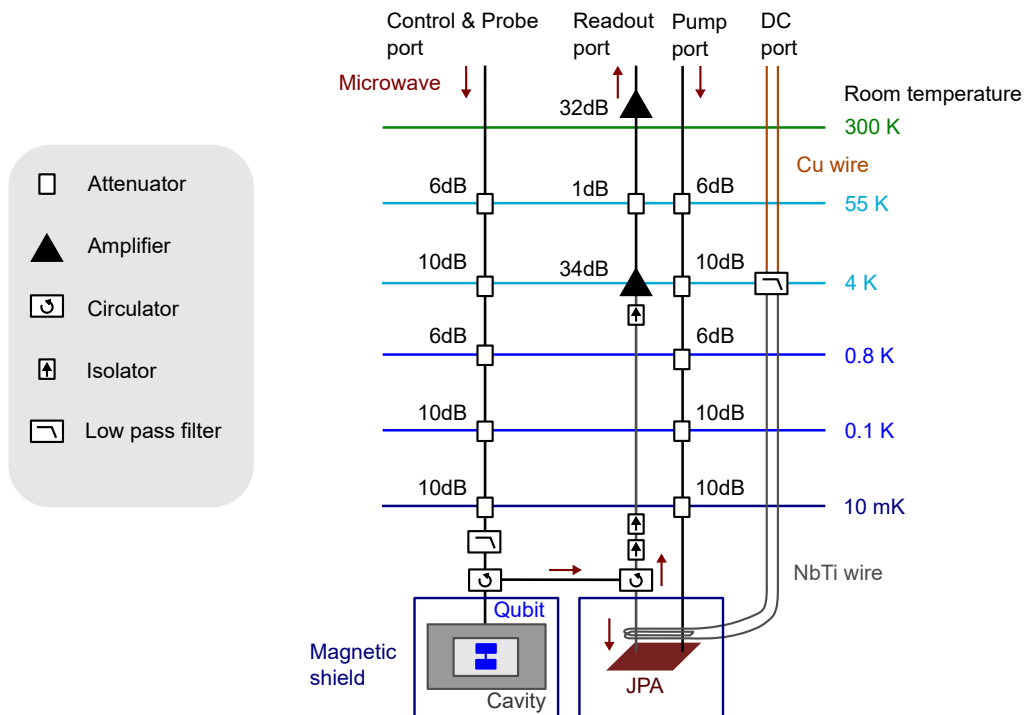 Control & Probe
port
Readout
port
Pump
port
DC
port
Microwave
Room temperature
32dB
300 K
Cu wire
6dB
1dB
6dB
55 K
10dB
34dB
10dB
4 K
6dB
6dB
0.8 K
10dB
10dB
0.1 K
10dB
10dB
10 mK
NbTi wire
Qubit
Magnetic
shield
Cavity
JPA
Attenuator
Amplifier
Circulator
Isolator
Low pass filter